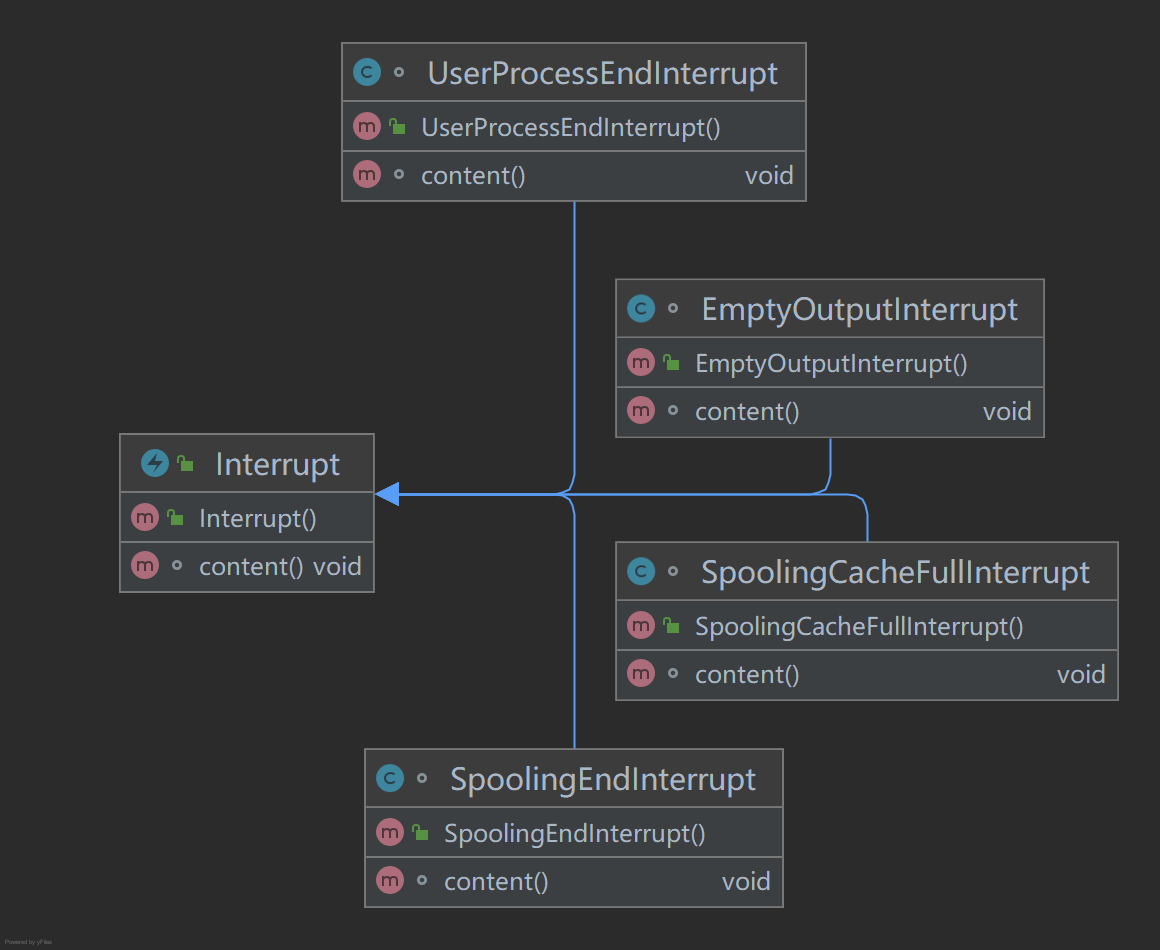 UserProcessEndInterrupt
UserProcessEndInterrupt()
content() void
EmptyOutputInterrupt
EmptyOutputInterrupt()
content() void
Interrupt
Interrupt()
content() void
SpoolingCacheFullInterrupt
SpoolingCacheFullInterrupt()
content() void
SpoolingEndInterrupt
SpoolingEndInterrupt()
content() void
Powered by yFiles